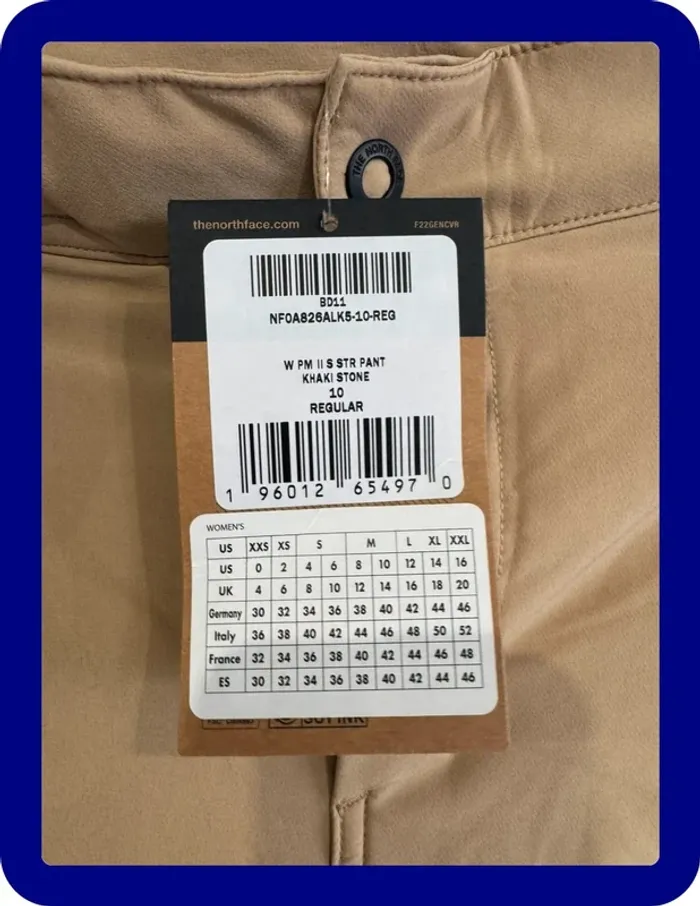 THE NORTH FACE
thenorthface.com
F22GENCVR
BD11
NF0A826ALK5-10-REG
W PM II S STR PANT
KHAKI STONE
10
REGULAR
1 96012 65497 0
WOMEN'S
US XXS XS S M L XL XXL
US 0 2 4 6 8 10 12 14 16
UK 4 6 8 10 12 14 16 18 20
Germany 30 32 34 36 38 40 42 44 46
Italy 36 38 40 42 44 46 48 50 52
France 32 34 36 38 40 42 44 46 48
ES 30 32 34 36 38 40 42 44 46